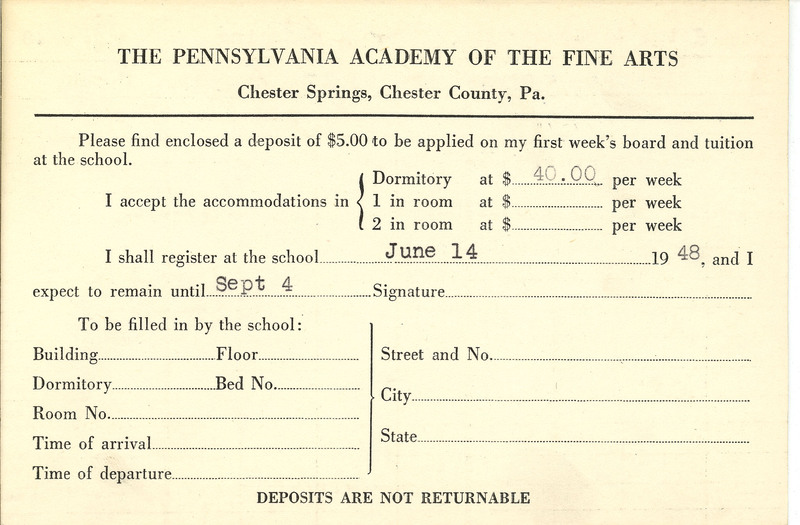 THE PENNSYLVANIA ACADEMY OF THE FINE ARTS
Chester Springs, Chester County, Pa.
Please find enclosed a deposit of $5.00 to be applied on my first week's board and tuition
at the school.
Dormitory at $ 40.00 per week
I accept the accommodations in { 1 in room at $ per week
2 in room at $ per week
I shall register at the school June 14 19 48, and I
expect to remain until Sept 4 Signature
To be filled in by the school:
Building Floor
Dormitory Bed No.
Room No.
Time of arrival
Time of departure
Street and No.
City
State
DEPOSITS ARE NOT RETURNABLE